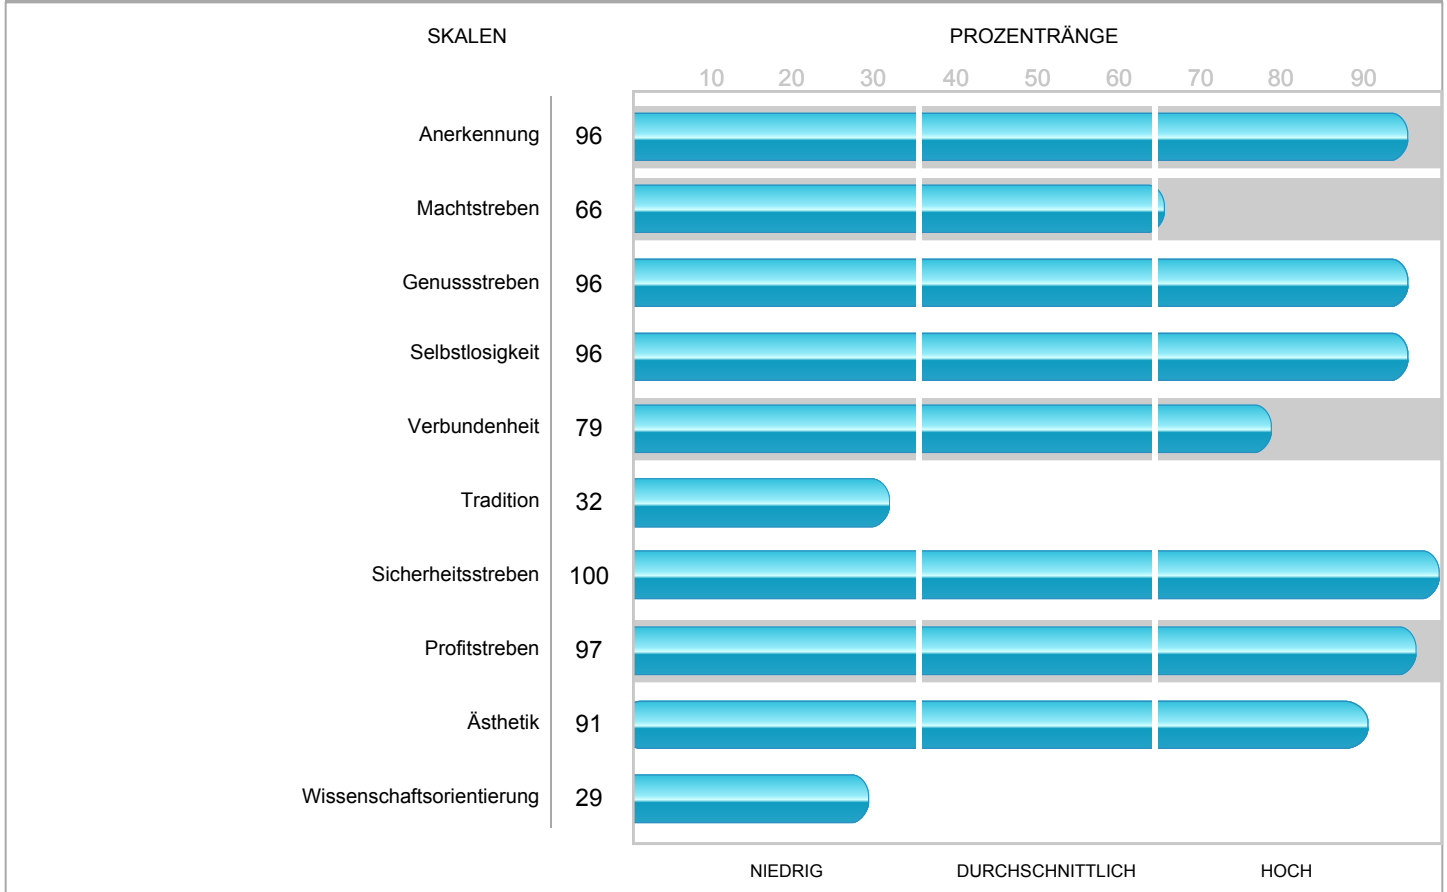 SKALEN PROZENTRÄNGE
10 20 30 40 50 60 70 80 90
Anerkennung 96
Machtstreben 66
Genussstreben 96
Selbstlosigkeit 96
Verbundenheit 79
Tradition 32
Sicherheitsstreben 100
Profitstreben 97
Ästhetik 91
Wissenschaftsorientierung 29
NIEDRIG DURCHSCHNITTLICH HOCH